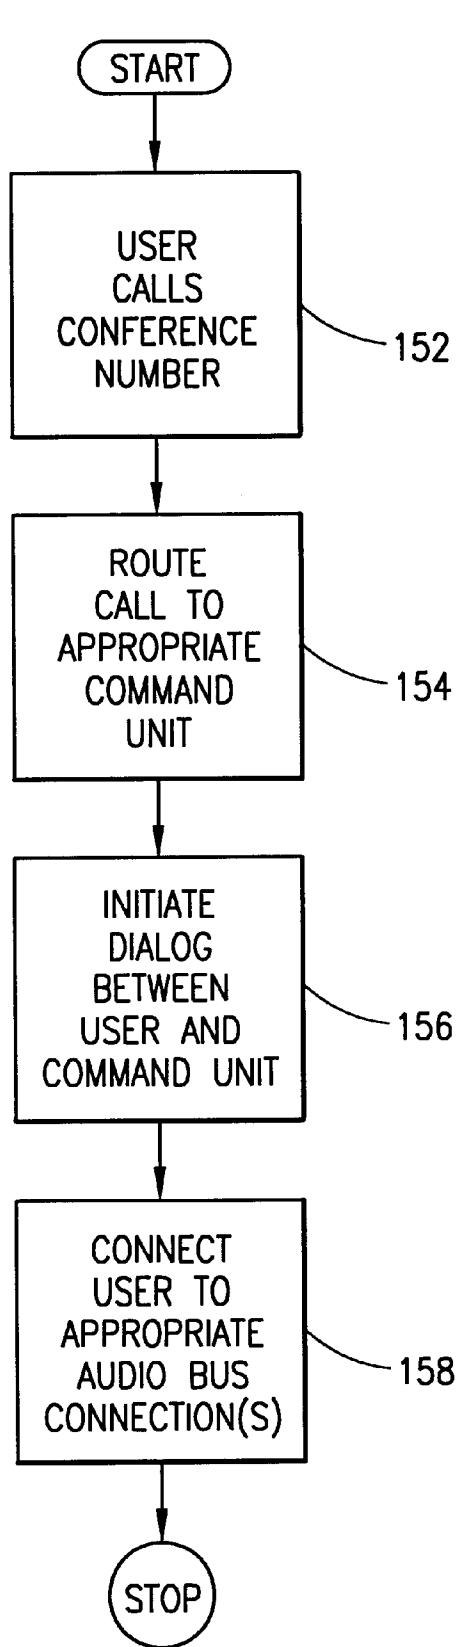 START
USER
CALLS
CONFERENCE
NUMBER
152
ROUTE
CALL TO
APPROPRIATE
COMMAND
UNIT
154
INITIATE
DIALOG
BETWEEN
USER AND
COMMAND UNIT
156
CONNECT
USER TO
APPROPRIATE
AUDIO BUS
CONNECTION(S)
158
STOP